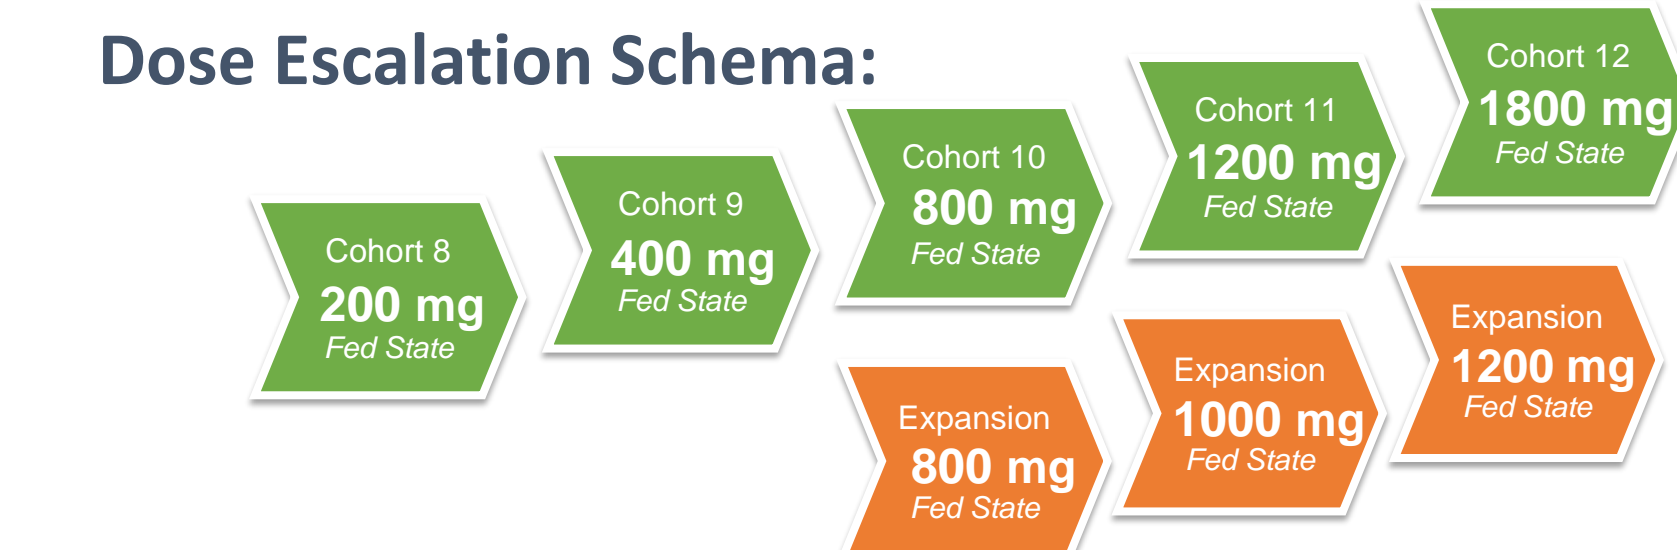 Dose Escalation Schema:
Cohort 8
200 mg
Fed State
Cohort 9
400 mg
Fed State
Cohort 10
800 mg
Fed State
Cohort 11
1200 mg
Fed State
Cohort 12
1800 mg
Fed State
Expansion
800 mg
Fed State
Expansion
1000 mg
Fed State
Expansion
1200 mg
Fed State